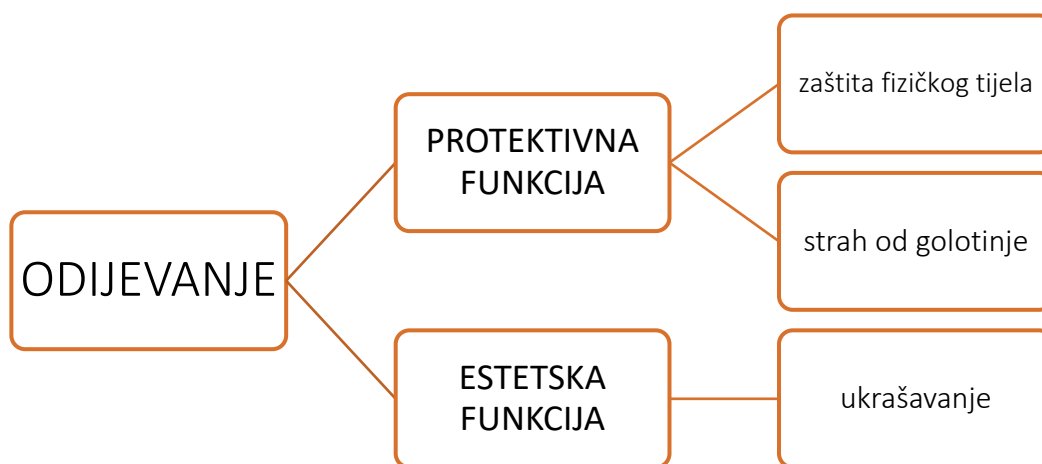 ODIJEVANJE
PROTEKTIVNA
FUNKCIJA
zaštita fizičkog tijela
strah od golotinje
ESTETSKA
FUNKCIJA
ukrašavanje